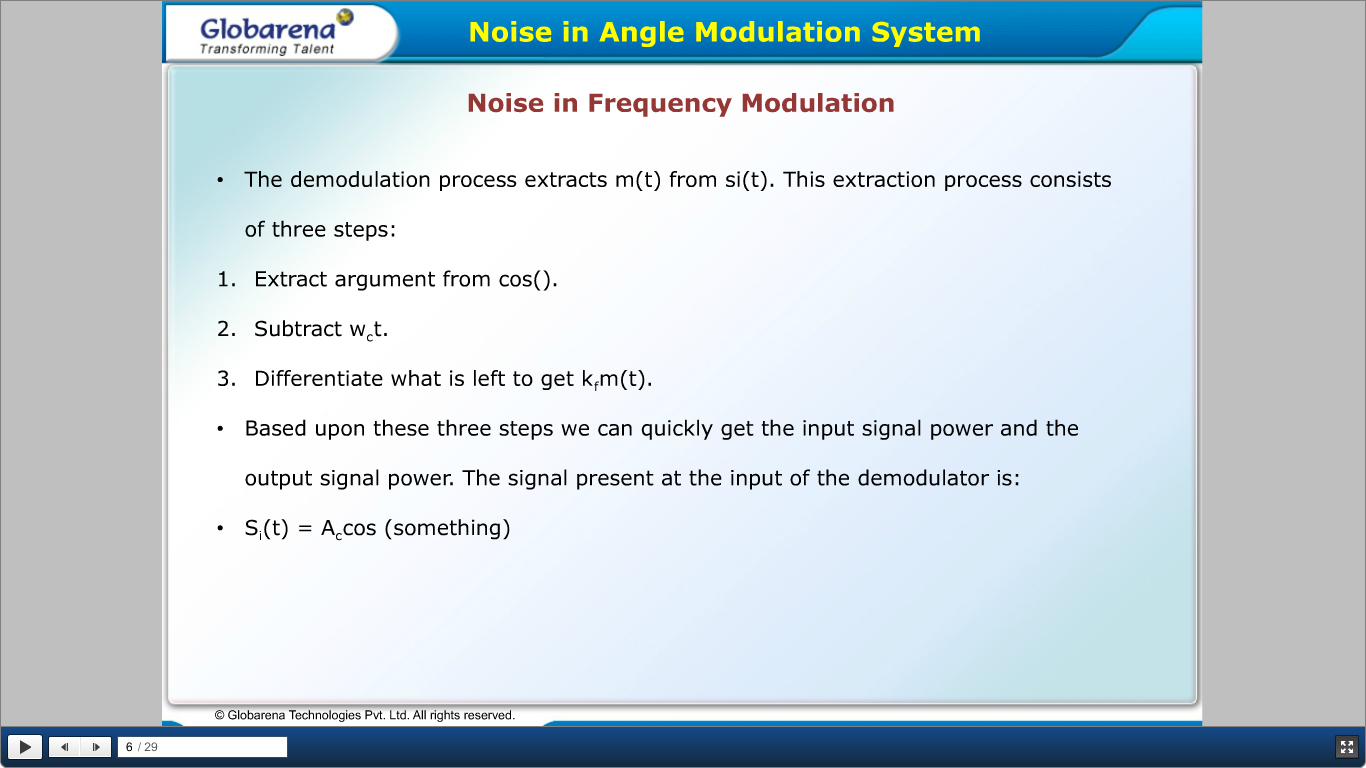 Globarena
Transforming Talent
Noise in Angle Modulation System
Noise in Frequency Modulation
• The demodulation process extracts m(t) from si(t). This extraction process consists
of three steps:
1. Extract argument from cos().
2. Subtract w_ct.
3. Differentiate what is left to get k_fm(t).
• Based upon these three steps we can quickly get the input signal power and the
output signal power. The signal present at the input of the demodulator is:
• S_i(t) = A_ccos (something)
© Globarena Technologies Pvt. Ltd. All rights reserved.
6 / 29